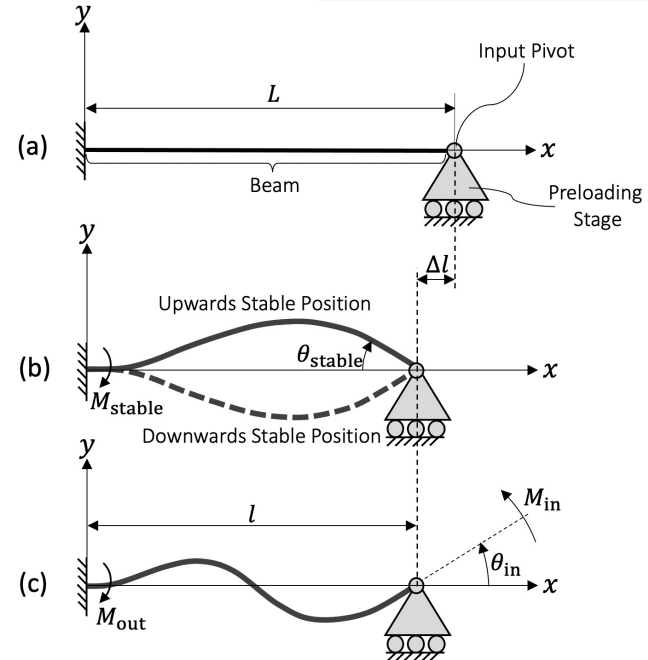 y
Input Pivot
L
(a)
x
Beam
Preloading
Stage
y
Δl
Upwards Stable Position
θstable
(b)
x
Mstable
Downwards Stable Position
y
Min
l
θin
(c)
x
Mout